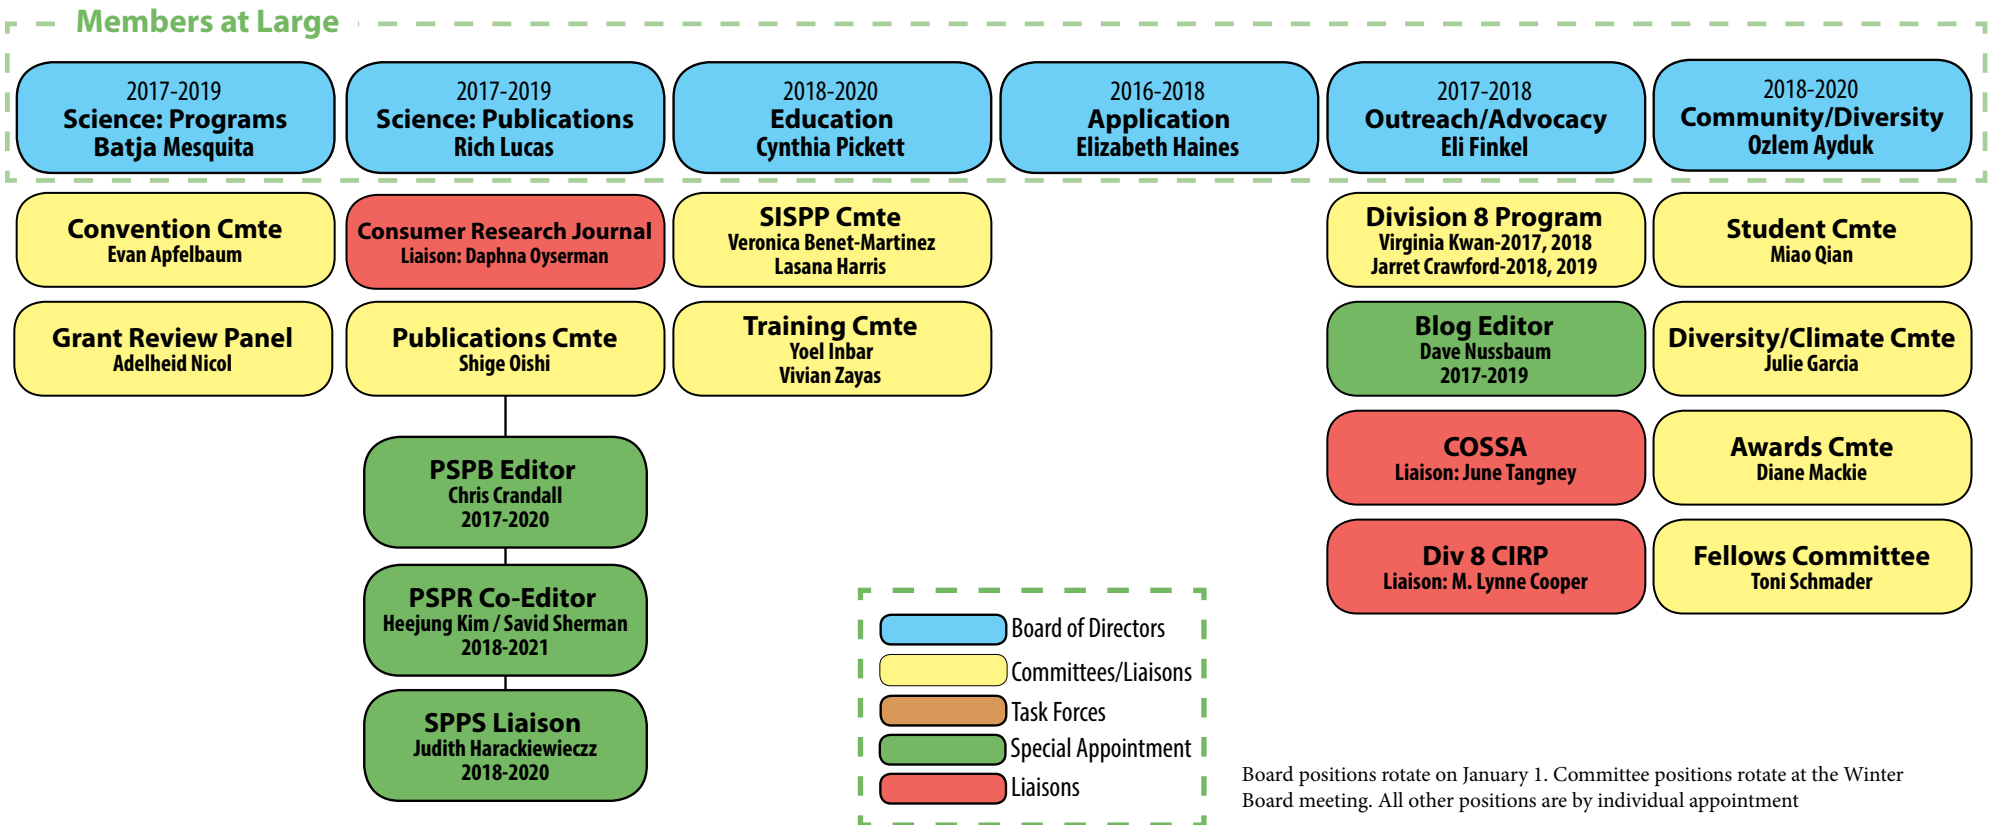 Members at Large
2017-2019
Science: Programs
Batja Mesquita
2017-2019
Science: Publications
Rich Lucas
2018-2020
Education
Cynthia Pickett
2016-2018
Application
Elizabeth Haines
2017-2018
Outreach/Advocacy
Eli Finkel
2018-2020
Community/Diversity
Ozlem Ayduk
Convention Cmte
Evan Apfelbaum
Consumer Research Journal
Liaison: Daphna Oyserman
SISPP Cmte
Veronica Benet-Martinez
Lasana Harris
Division 8 Program
Virginia Kwan-2017, 2018
Jarret Crawford-2018, 2019
Student Cmte
Miao Qian
Grant Review Panel
Adelheid Nicol
Publications Cmte
Shige Oishi
Training Cmte
Yoel Inbar
Vivian Zayas
Blog Editor
Dave Nussbaum
2017-2019
Diversity/Climate Cmte
Julie Garcia
PSPB Editor
Chris Crandall
2017-2020
COSSA
Liaison: June Tangney
Awards Cmte
Diane Mackie
PSPR Co-Editor
Heejung Kim / Savid Sherman
2018-2021
Div 8 CIRP
Liaison: M. Lynne Cooper
Fellows Committee
Toni Schmader
SPPS Liaison
Judith Harackiewieczz
2018-2020
Board of Directors
Committees/Liaisons
Task Forces
Special Appointment
Liaisons
Board positions rotate on January 1. Committee positions rotate at the Winter
Board meeting. All other positions are by individual appointment